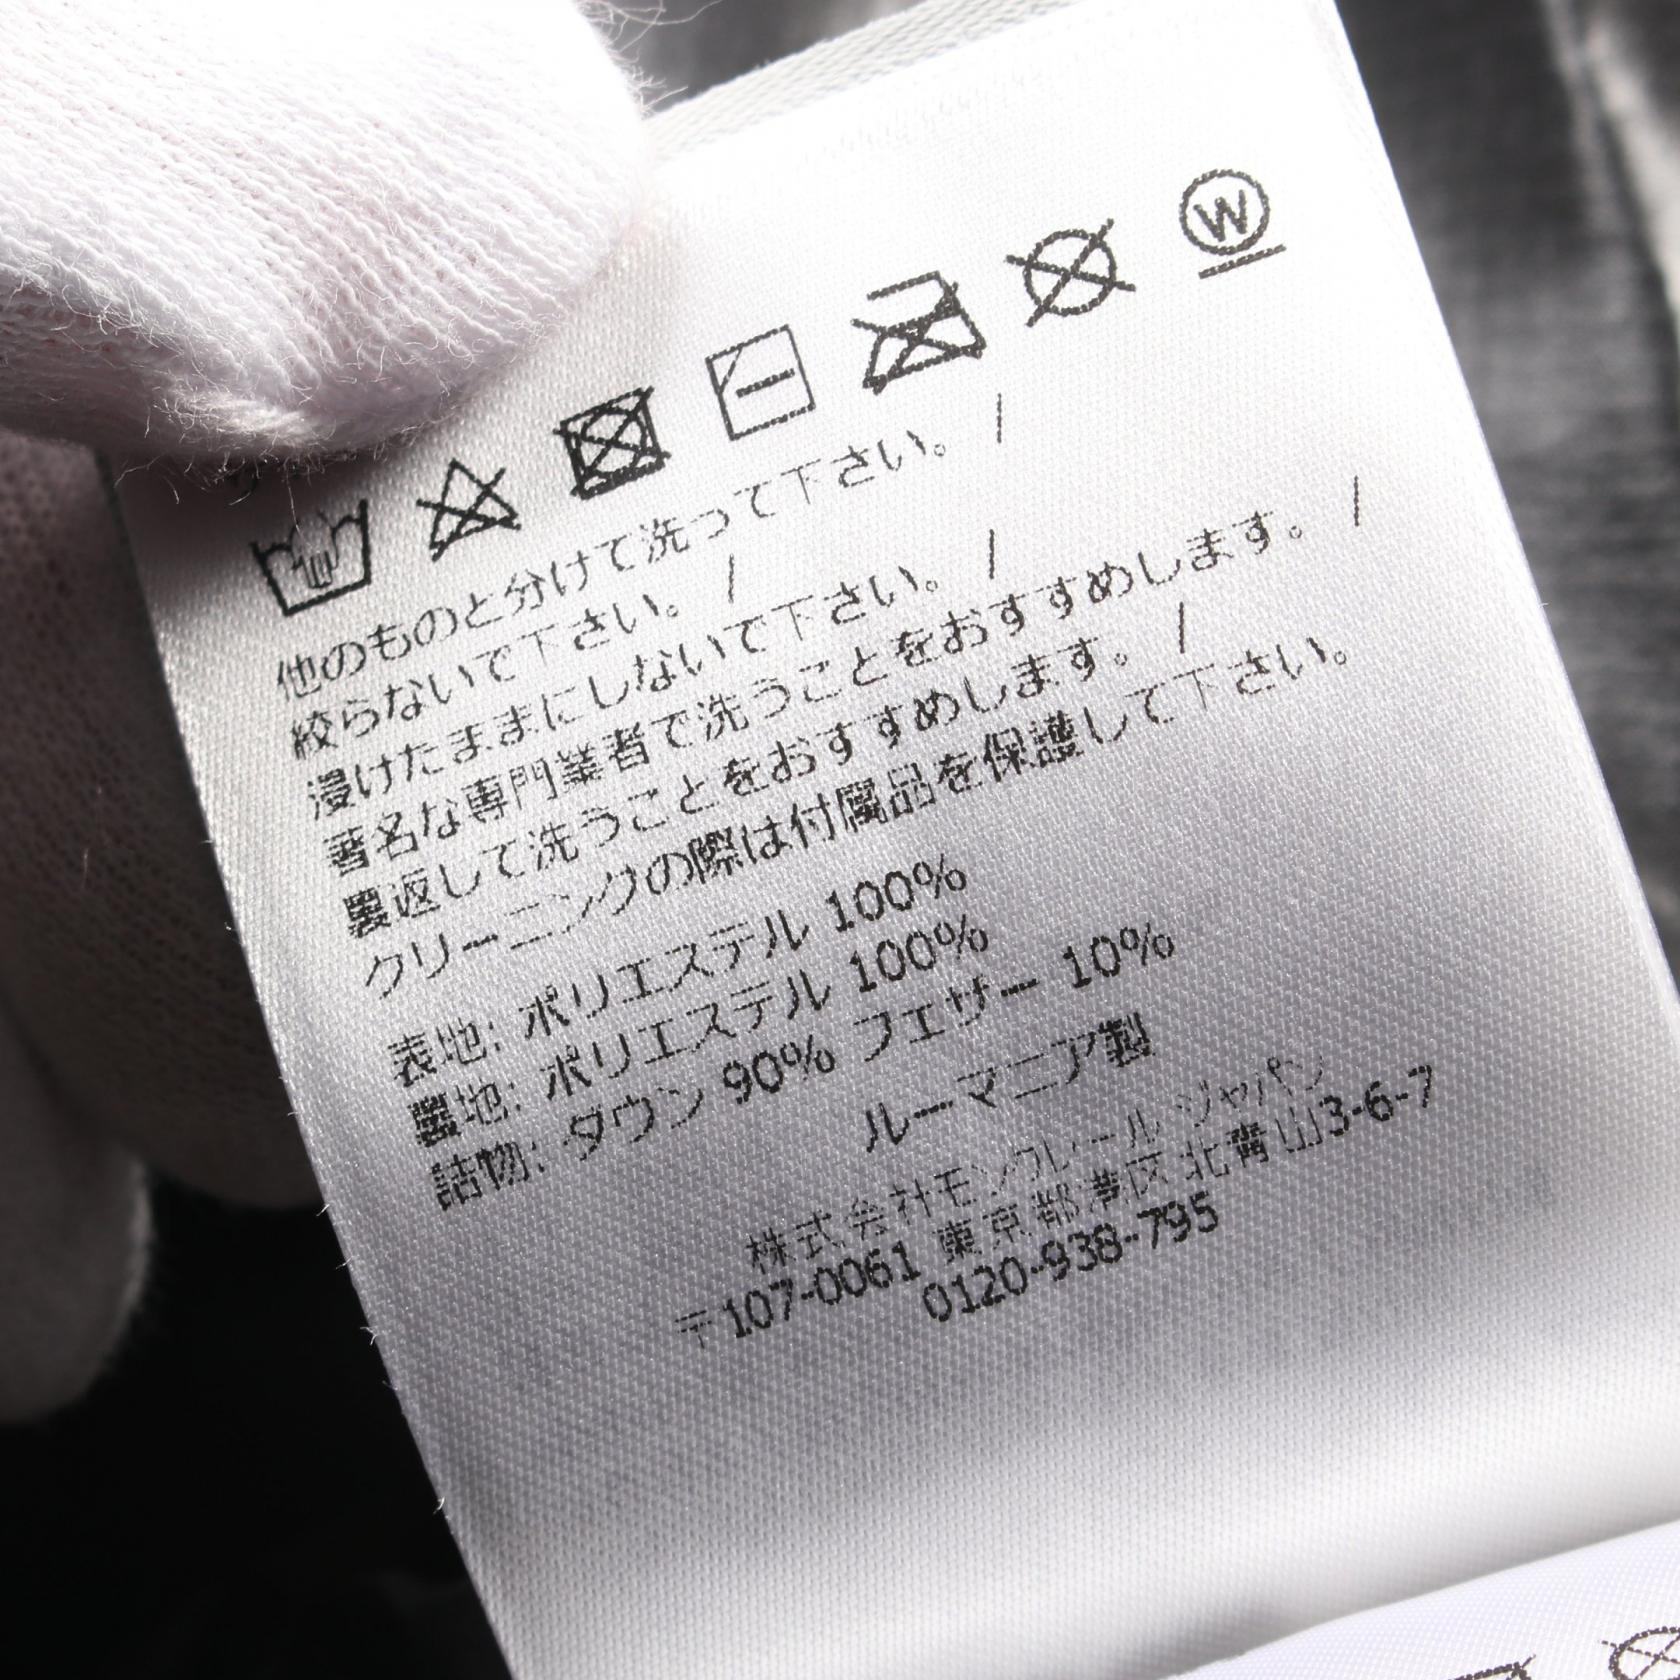 W
他のものと分けて洗って下さい。 /
絞らないで下さい。 /
浸けたままにしないで下さい。 /
著名な専門業者で洗うことをおすすめします。 /
裏返して洗うことをおすすめします。 /
クリーニングの際は付属品を保護して下さい。
表地: ポリエステル 100%
裏地: ポリエステル 100%
詰物: ダウン 90% フェザー 10%
ルーマニア製
株式会社モンクレール ジャパン
〒107-0061 東京都港区北青山3-6-7
0120-938-795